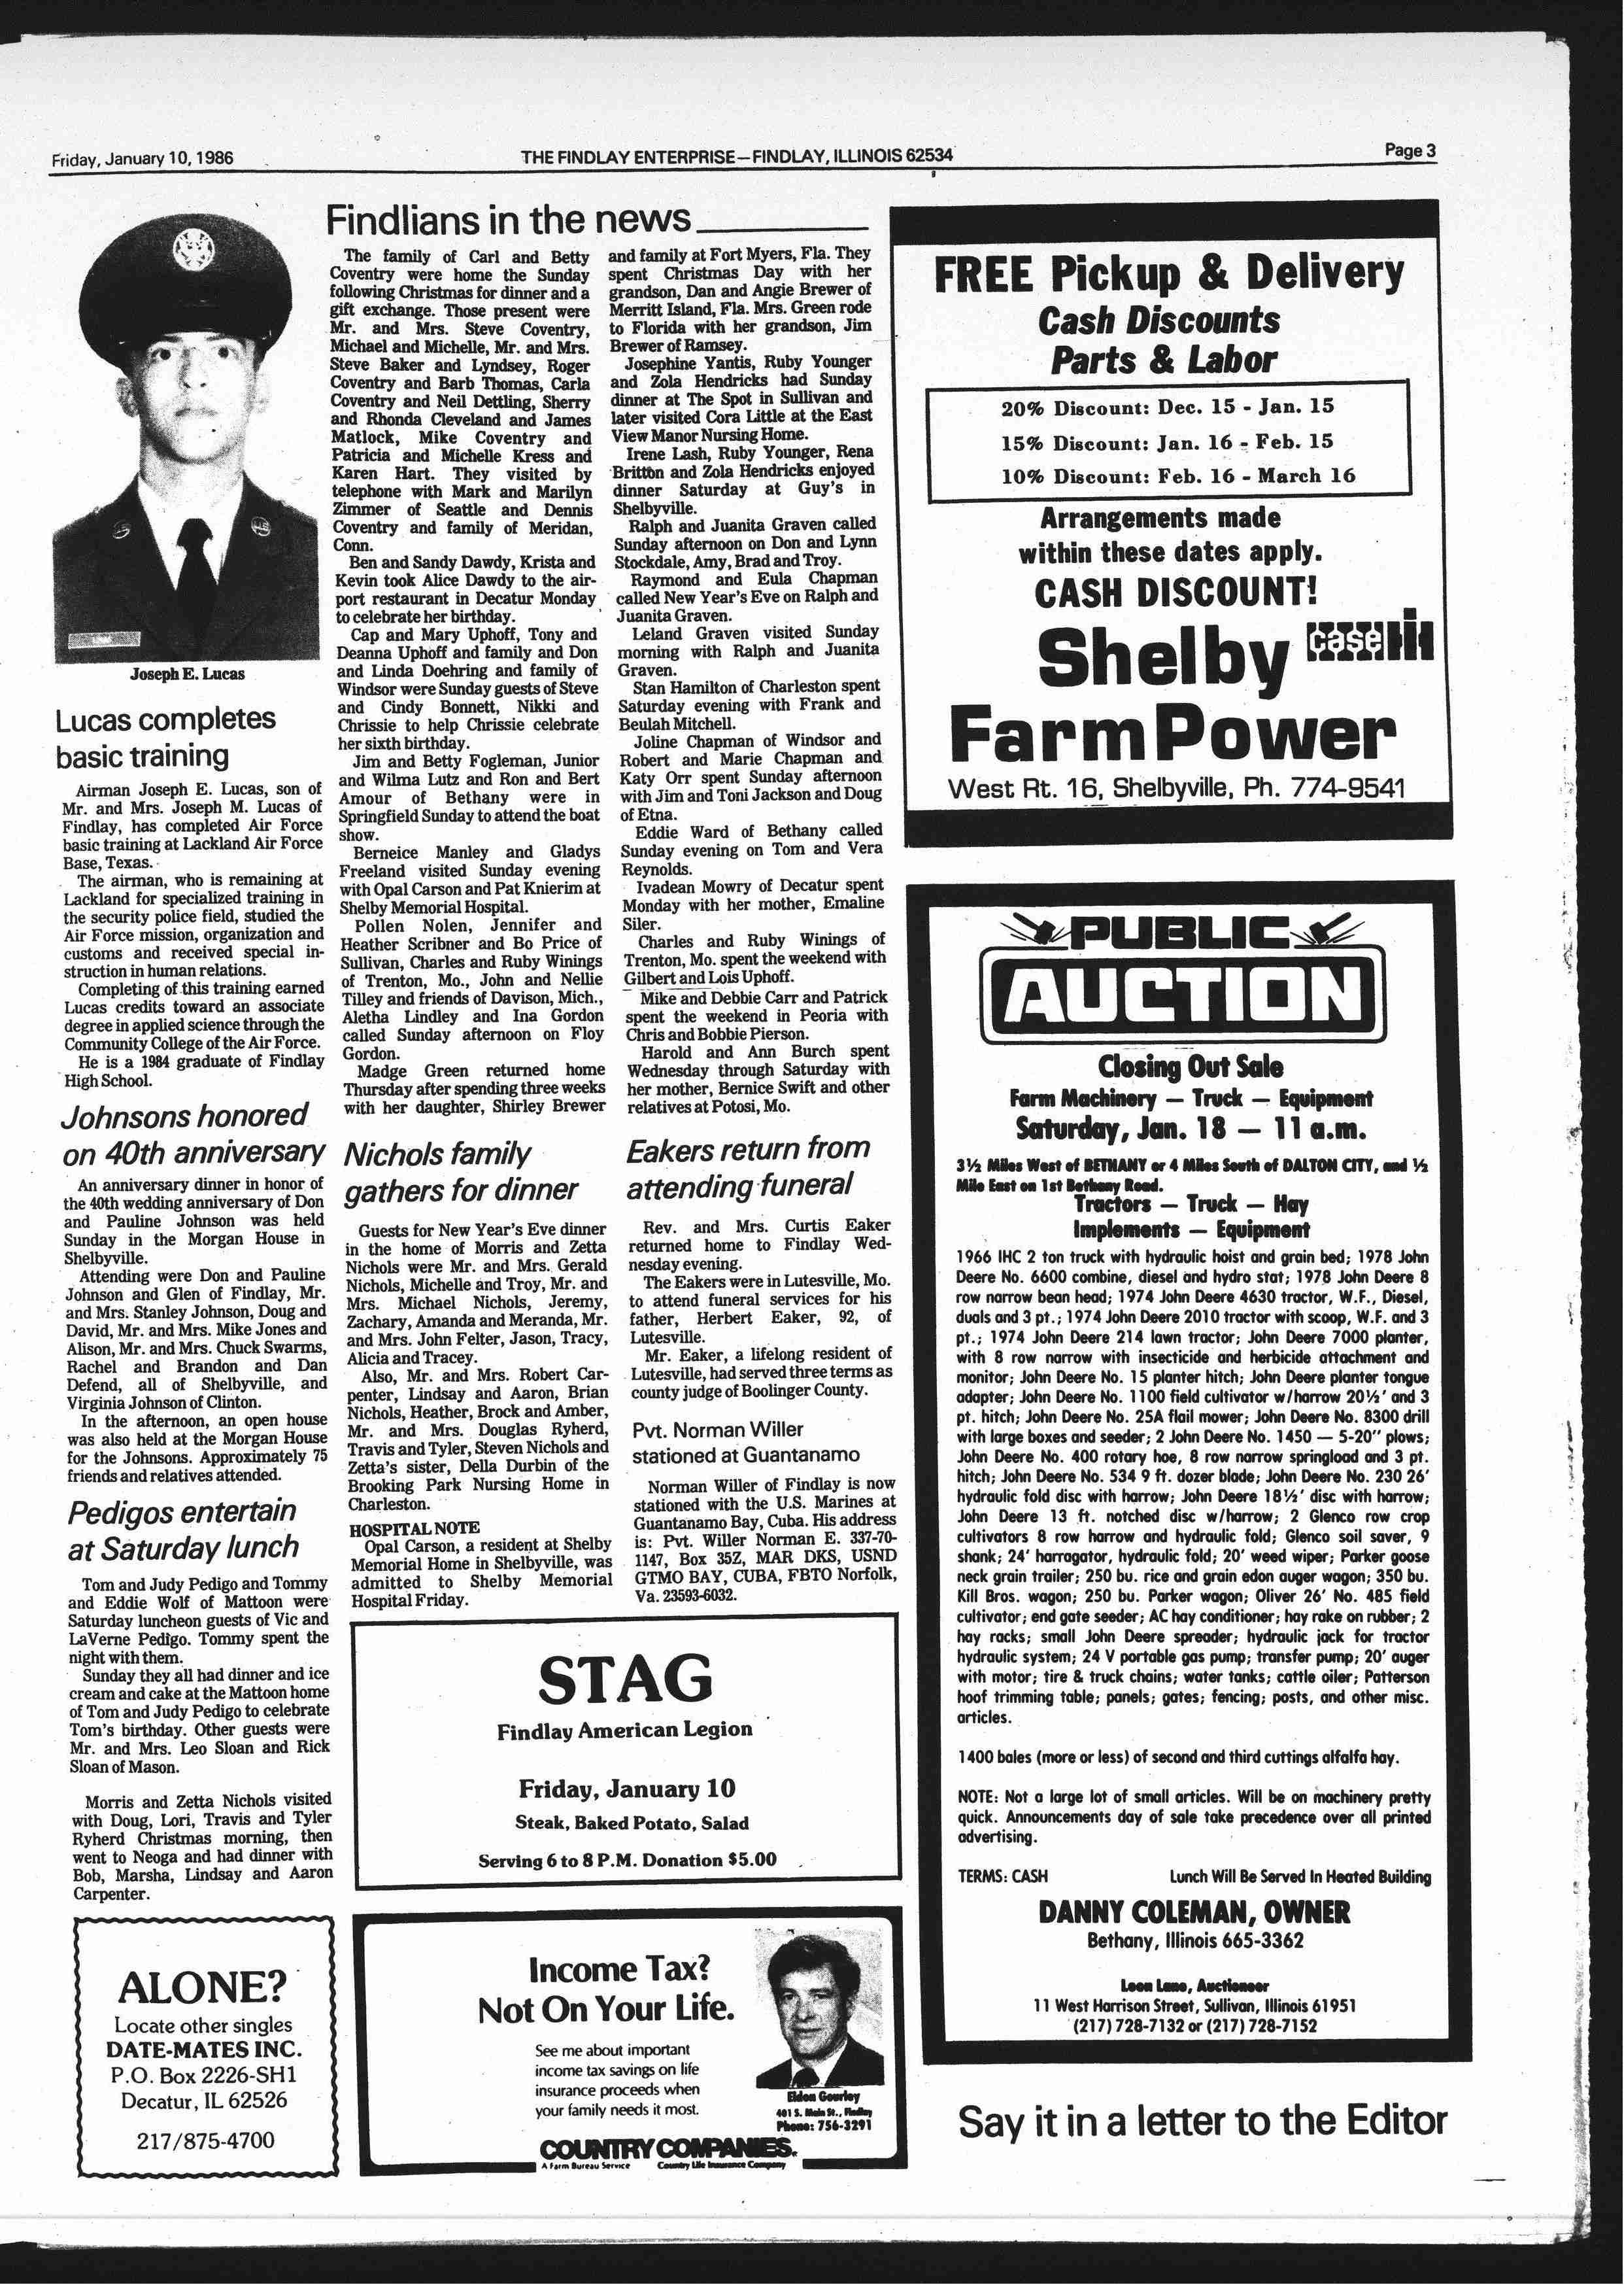 Friday, January 10, 1986
THE FINDLAY ENTERPRISE—FINDLAY, ILLINOIS 62534
Page 3
Joseph E. Lucas
Lucas completes
basic training
Airman Joseph E. Lucas, son of
Mr. and Mrs. Joseph M. Lucas of
Findlay, has completed Air Force
basic training at Lackland Air Force
Base, Texas.
The airman, who is remaining at
Lackland for specialized training in
the security police field, studied the
Air Force mission, organization and
customs and received special in-
struction in human relations.
Completing of this training earned
Lucas credits toward an associate
degree in applied science through the
Community College of the Air Force.
He is a 1984 graduate of Findlay
High School.
Johnsons honored
on 40th anniversary
An anniversary dinner in honor of
the 40th wedding anniversary of Don
and Pauline Johnson was held
Sunday in the Morgan House in
Shelbyville.
Attending were Don and Pauline
Johnson and Glen of Findlay, Mr.
and Mrs. Stanley Johnson, Doug and
David, Mr. and Mrs. Mike Jones and
Alison, Mr. and Mrs. Chuck Swarms,
Rachel and Brandon and Dan
Defend, all of Shelbyville, and
Virginia Johnson of Clinton.
In the afternoon, an open house
was also held at the Morgan House
for the Johnsons. Approximately 75
friends and relatives attended.
Pedigos entertain
at Saturday lunch
Tom and Judy Pedigo and Tommy
and Eddie Wolf of Mattoon were
Saturday luncheon guests of Vic and
LaVerne Pedigo. Tommy spent the
night with them.
Sunday they all had dinner and ice
cream and cake at the Mattoon home
of Tom and Judy Pedigo to celebrate
Tom's birthday. Other guests were
Mr. and Mrs. Leo Sloan and Rick
Sloan of Mason.
Morris and Zetta Nichols visited
with Doug, Lori, Travis and Tyler
Ryherd Christmas morning, then
went to Neoga and had dinner with
Bob, Marsha, Lindsay and Aaron
Carpenter.
ALONE?
Locate other singles
DATE-MATES INC.
P.O. Box 2226-SH1
Decatur, IL 62526
217/875-4700
Findlians in the news
The family of Carl and Betty
Coventry were home the Sunday
following Christmas for dinner and a
gift exchange. Those present were
Mr. and Mrs. Steve Coventry,
Michael and Michelle, Mr. and Mrs.
Steve Baker and Lyndsey, Roger
Coventry and Barb Thomas, Carla
Coventry and Neil Dettling, Sherry
and Rhonda Cleveland and James
Matlock, Mike Coventry and
Patricia and Michelle Kress and
Karen Hart. They visited by
telephone with Mark and Marilyn
Zimmer of Seattle and Dennis
Coventry and family of Meridan,
Conn.
Ben and Sandy Dawdy, Krista and
Kevin took Alice Dawdy to the air-
port restaurant in Decatur Monday
to celebrate her birthday.
Cap and Mary Uphoff, Tony and
Deanna Uphoff and family and Don
and Linda Doehring and family of
Windsor were Sunday guests of Steve
and Cindy Bonnett, Nikki and
Chrissie to help Chrissie celebrate
her sixth birthday.
Jim and Betty Fogleman, Junior
and Wilma Lutz and Ron and Bert
Amour of Bethany were in
Springfield Sunday to attend the boat
show.
Berneice Manley and Gladys
Freeland visited Sunday evening
with Opal Carson and Pat Knierim at
Shelby Memorial Hospital.
Pollen Nolen, Jennifer and
Heather Scribner and Bo Price of
Sullivan, Charles and Ruby Winings
of Trenton, Mo., John and Nellie
Tilley and friends of Davison, Mich.,
Aletha Lindley and Ina Gordon
called Sunday afternoon on Floy
Gordon.
Madge Green returned home
Thursday after spending three weeks
with her daughter, Shirley Brewer
and family at Fort Myers, Fla. They
spent Christmas Day with her
grandson, Dan and Angie Brewer of
Merritt Island, Fla. Mrs. Green rode
to Florida with her grandson, Jim
Brewer of Ramsey.
Josephine Yantis, Ruby Younger
and Zola Hendricks had Sunday
dinner at The Spot in Sullivan and
later visited Cora Little at the East
View Manor Nursing Home.
Irene Lash, Ruby Younger, Rena
Britton and Zola Hendricks enjoyed
dinner Saturday at Guy's in
Shelbyville.
Ralph and Juanita Graven called
Sunday afternoon on Don and Lynn
Stockdale, Amy, Brad and Troy.
Raymond and Eula Chapman
called New Year's Eve on Ralph and
Juanita Graven.
Leland Graven visited Sunday
morning with Ralph and Juanita
Graven.
Stan Hamilton of Charleston spent
Saturday evening with Frank and
Beulah Mitchell.
Joline Chapman of Windsor and
Robert and Marie Chapman and
Katy Orr spent Sunday afternoon
with Jim and Toni Jackson and Doug
of Etna.
Eddie Ward of Bethany called
Sunday evening on Tom and Vera
Reynolds.
Ivadean Mowry of Decatur spent
Monday with her mother, Emaline
Siler.
Charles and Ruby Winings of
Trenton, Mo. spent the weekend with
Gilbert and Lois Uphoff.
Mike and Debbie Carr and Patrick
spent the weekend in Peoria with
Chris and Bobbie Pierson.
Harold and Ann Burch spent
Wednesday through Saturday with
her mother, Bernice Swift and other
relatives at Potosi, Mo.
Nichols family
gathers for dinner
Guests for New Year's Eve dinner
in the home of Morris and Zetta
Nichols were Mr. and Mrs. Gerald
Nichols, Michelle and Troy, Mr. and
Mrs. Michael Nichols, Jeremy,
Zachary, Amanda and Meranda, Mr.
and Mrs. John Felter, Jason, Tracy,
Alicia and Tracey.
Also, Mr. and Mrs. Robert Car-
penter, Lindsay and Aaron, Brian
Nichols, Heather, Brock and Amber,
Mr. and Mrs. Douglas Ryherd,
Travis and Tyler, Steven Nichols and
Zetta's sister, Della Durbin of the
Brooking Park Nursing Home in
Charleston.
HOSPITAL NOTE
Opal Carson, a resident at Shelby
Memorial Home in Shelbyville, was
admitted to Shelby Memorial
Hospital Friday.
Eakers return from
attending funeral
Rev. and Mrs. Curtis Eaker
returned home to Findlay Wed-
nesday evening.
The Eakers were in Lutesville, Mo.
to attend funeral services for his
father, Herbert Eaker, 92, of
Lutesville.
Mr. Eaker, a lifelong resident of
Lutesville, had served three terms as
county judge of Boolinger County.
Pvt. Norman Willer
stationed at Guantanamo
Norman Willer of Findlay is now
stationed with the U.S. Marines at
Guantanamo Bay, Cuba. His address
is: Pvt. Willer Norman E. 337-70-
1147, Box 35Z, MAR DKS, USND
GTMO BAY, CUBA, FBTO Norfolk,
Va. 23593-6032.
STAG
Findlay American Legion
Friday, January 10
Steak, Baked Potato, Salad
Serving 6 to 8 P.M. Donation $5.00
Income Tax?
Not On Your Life.
See me about important
income tax savings on life
insurance proceeds when
your family needs it most.
Eldon Gourley
401 S. Main St., Findlay
Phone: 756-3291
COUNTRY COMPANIES.
A Farm Bureau Service
Country Life Insurance Company
FREE Pickup & Delivery
Cash Discounts
Parts & Labor
20% Discount: Dec. 15 - Jan. 15
15% Discount: Jan. 16 - Feb. 15
10% Discount: Feb. 16 - March 16
Arrangements made
within these dates apply.
CASH DISCOUNT!
Shelby case IH
FarmPower
West Rt. 16, Shelbyville, Ph. 774-9541
PUBLIC
AUCTION
Closing Out Sale
Farm Machinery — Truck — Equipment
Saturday, Jan. 18 — 11 a.m.
3½ Miles West of BETHANY or 4 Miles South of DALTON CITY, and ½
Mile East on 1st Bethany Road.
Tractors — Truck — Hay
Implements — Equipment
1966 IHC 2 ton truck with hydraulic hoist and grain bed; 1978 John
Deere No. 6600 combine, diesel and hydro stat; 1978 John Deere 8
row narrow bean head; 1974 John Deere 4630 tractor, W.F., Diesel,
duals and 3 pt.; 1974 John Deere 2010 tractor with scoop, W.F. and 3
pt.; 1974 John Deere 214 lawn tractor; John Deere 7000 planter,
with 8 row narrow with insecticide and herbicide attachment and
monitor; John Deere No. 15 planter hitch; John Deere planter tongue
adapter; John Deere No. 1100 field cultivator w/harrow 20½' and 3
pt. hitch; John Deere No. 25A flail mower; John Deere No. 8300 drill
with large boxes and seeder; 2 John Deere No. 1450 — 5-20" plows;
John Deere No. 400 rotary hoe, 8 row narrow springload and 3 pt.
hitch; John Deere No. 534 9 ft. dozer blade; John Deere No. 230 26'
hydraulic fold disc with harrow; John Deere 18½' disc with harrow;
John Deere 13 ft. notched disc w/harrow; 2 Glenco row crop
cultivators 8 row harrow and hydraulic fold; Glenco soil saver, 9
shank; 24' harrogator, hydraulic fold; 20' weed wiper; Parker goose
neck grain trailer; 250 bu. rice and grain edon auger wagon; 350 bu.
Kill Bros. wagon; 250 bu. Parker wagon; Oliver 26' No. 485 field
cultivator; end gate seeder; AC hay conditioner; hay rake on rubber; 2
hay racks; small John Deere spreader; hydraulic jack for tractor
hydraulic system; 24 V portable gas pump; transfer pump; 20' auger
with motor; tire & truck chains; water tanks; cattle oiler; Patterson
hoof trimming table; panels; gates; fencing; posts, and other misc.
articles.
1400 bales (more or less) of second and third cuttings alfalfa hay.
NOTE: Not a large lot of small articles. Will be on machinery pretty
quick. Announcements day of sale take precedence over all printed
advertising.
TERMS: CASH
Lunch Will Be Served In Heated Building
DANNY COLEMAN, OWNER
Bethany, Illinois 665-3362
Leon Lane, Auctioneer
11 West Harrison Street, Sullivan, Illinois 61951
(217) 728-7132 or (217) 728-7152
Say it in a letter to the Editor